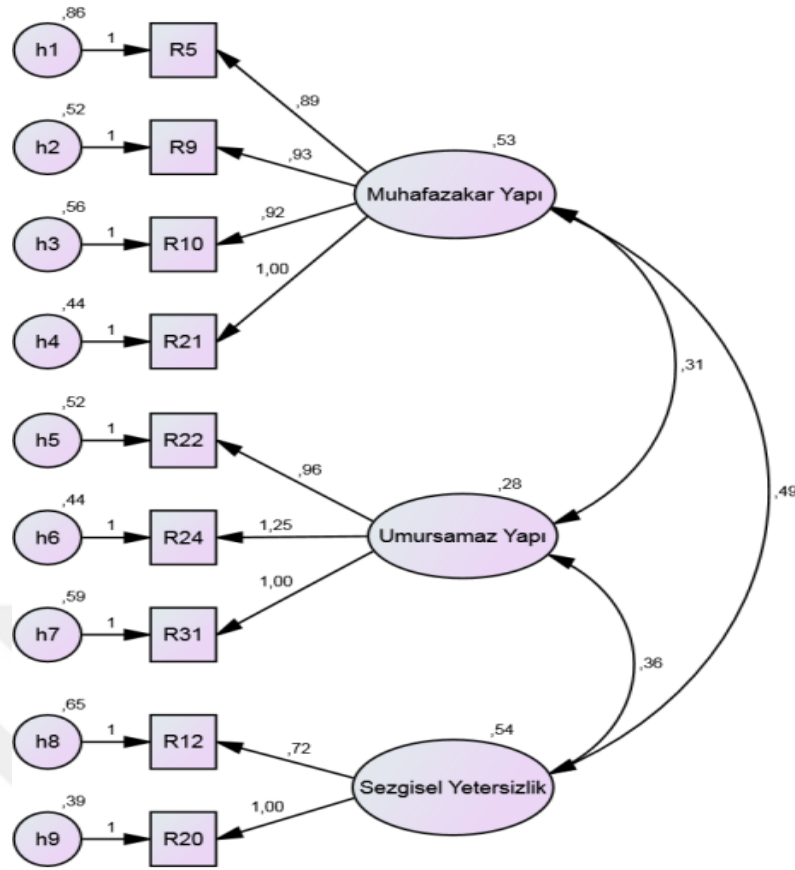 ,86
h1
1
R5
,89
,52
h2
1
R9
,93
,53
Muhafazakar Yapı
,56
h3
1
R10
,92
,44
h4
1
R21
1,00
,31
,52
h5
1
R22
,96
,28
Umursamaz Yapı
,49
,44
h6
1
R24
1,25
,59
h7
1
R31
1,00
,36
,65
h8
1
R12
,72
,54
Sezgisel Yetersizlik
,39
h9
1
R20
1,00